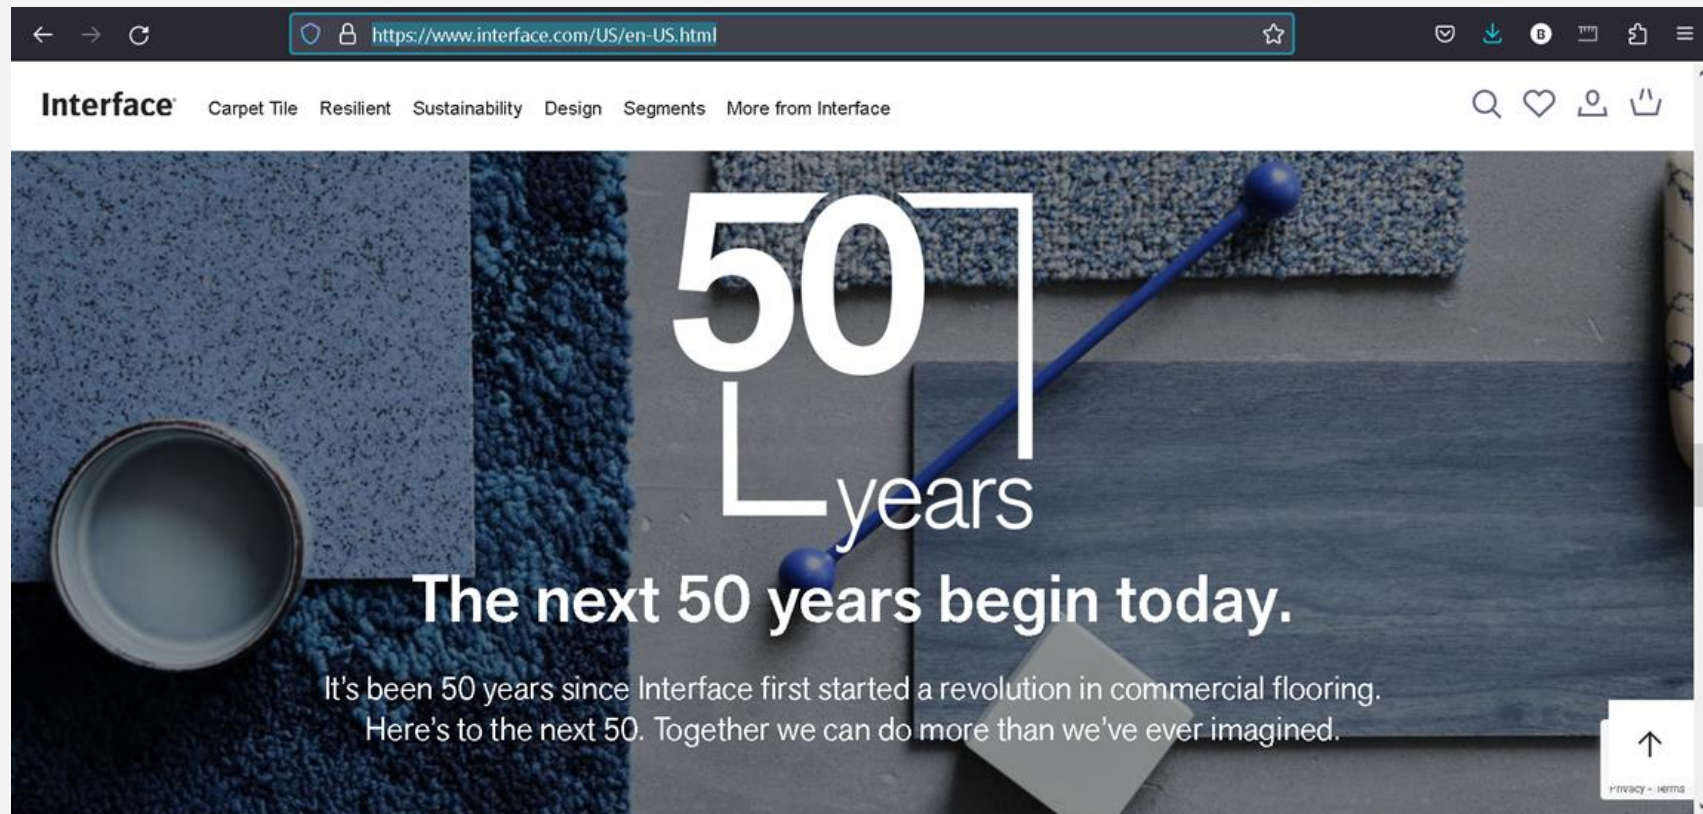 https://www.interface.com/US/en-US.html
B
Interface
Carpet Tile Resilient Sustainability Design Segments More from Interface
50
years
The next 50 years begin today.
It's been 50 years since Interface first started a revolution in commercial flooring.
Here's to the next 50. Together we can do more than we've ever imagined.
Privacy - Terms